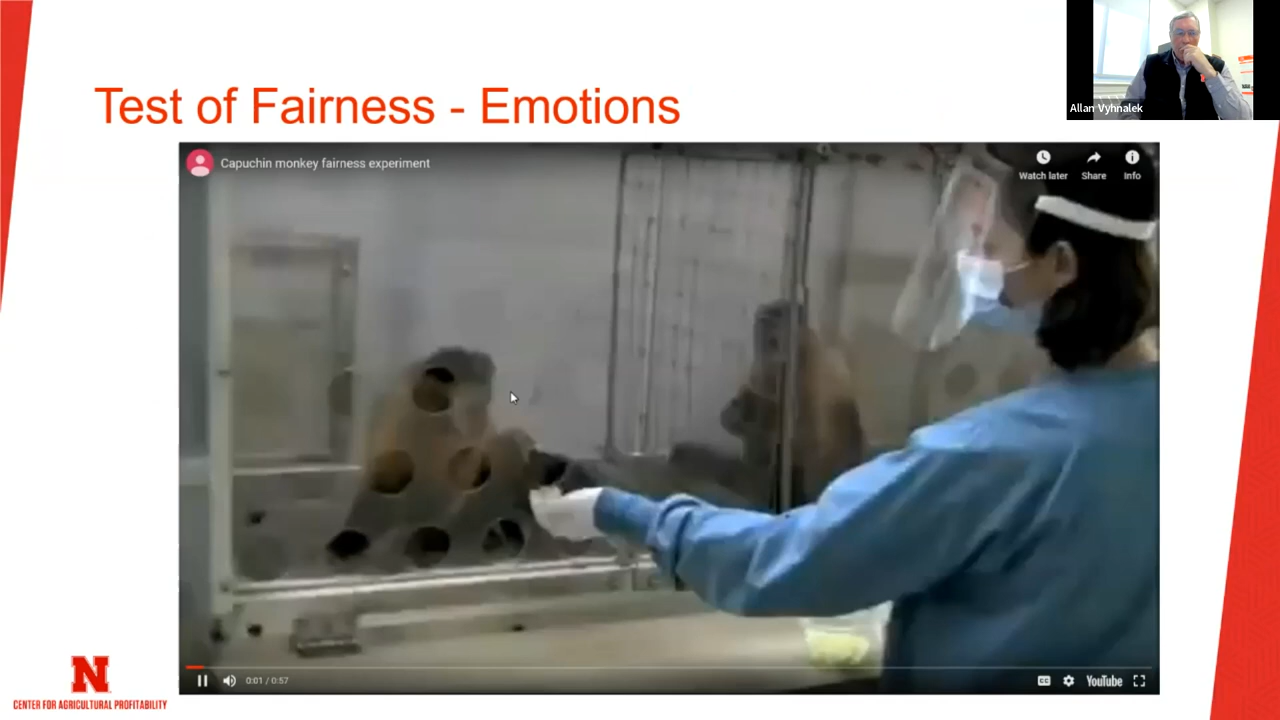 Allan Vyhnalek
Test of Fairness - Emotions
Capuchin monkey fairness experiment
Watch later
Share
Info
0:01 / 0:57
CC
YouTube
N
CENTER FOR AGRICULTURAL PROFITABILITY